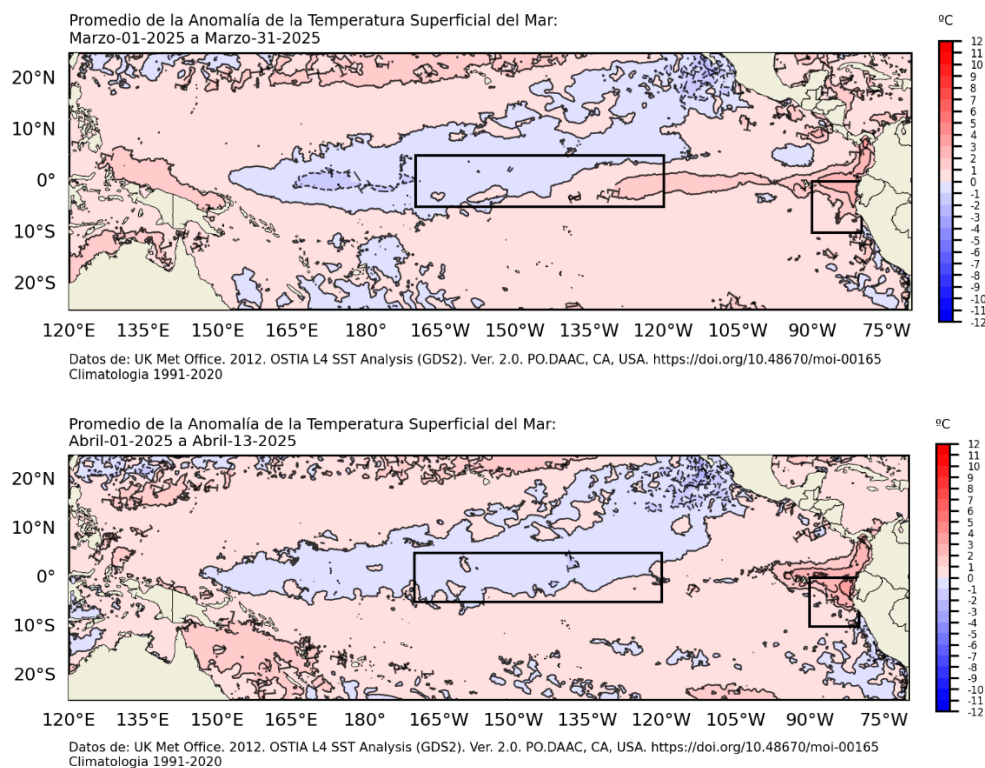 Promedio de la Anomalía de la Temperatura Superficial del Mar:
Marzo-01-2025 a Marzo-31-2025
ºC
20°N
10°N
0°
10°S
20°S
12
11
10
9
8
7
6
5
4
3
2
1
0
-1
-2
-3
-4
-5
-6
-7
-8
-9
-10
-11
-12
120°E 135°E 150°E 165°E 180° 165°W 150°W 135°W 120°W 105°W 90°W 75°W
Datos de: UK Met Office. 2012. OSTIA L4 SST Analysis (GDS2). Ver. 2.0. PO.DAAC, CA, USA. https://doi.org/10.48670/moi-00165
Climatologia 1991-2020
Promedio de la Anomalía de la Temperatura Superficial del Mar:
Abril-01-2025 a Abril-13-2025
ºC
20°N
10°N
0°
10°S
20°S
12
11
10
9
8
7
6
5
4
3
2
1
0
-1
-2
-3
-4
-5
-6
-7
-8
-9
-10
-11
-12
120°E 135°E 150°E 165°E 180° 165°W 150°W 135°W 120°W 105°W 90°W 75°W
Datos de: UK Met Office. 2012. OSTIA L4 SST Analysis (GDS2). Ver. 2.0. PO.DAAC, CA, USA. https://doi.org/10.48670/moi-00165
Climatologia 1991-2020